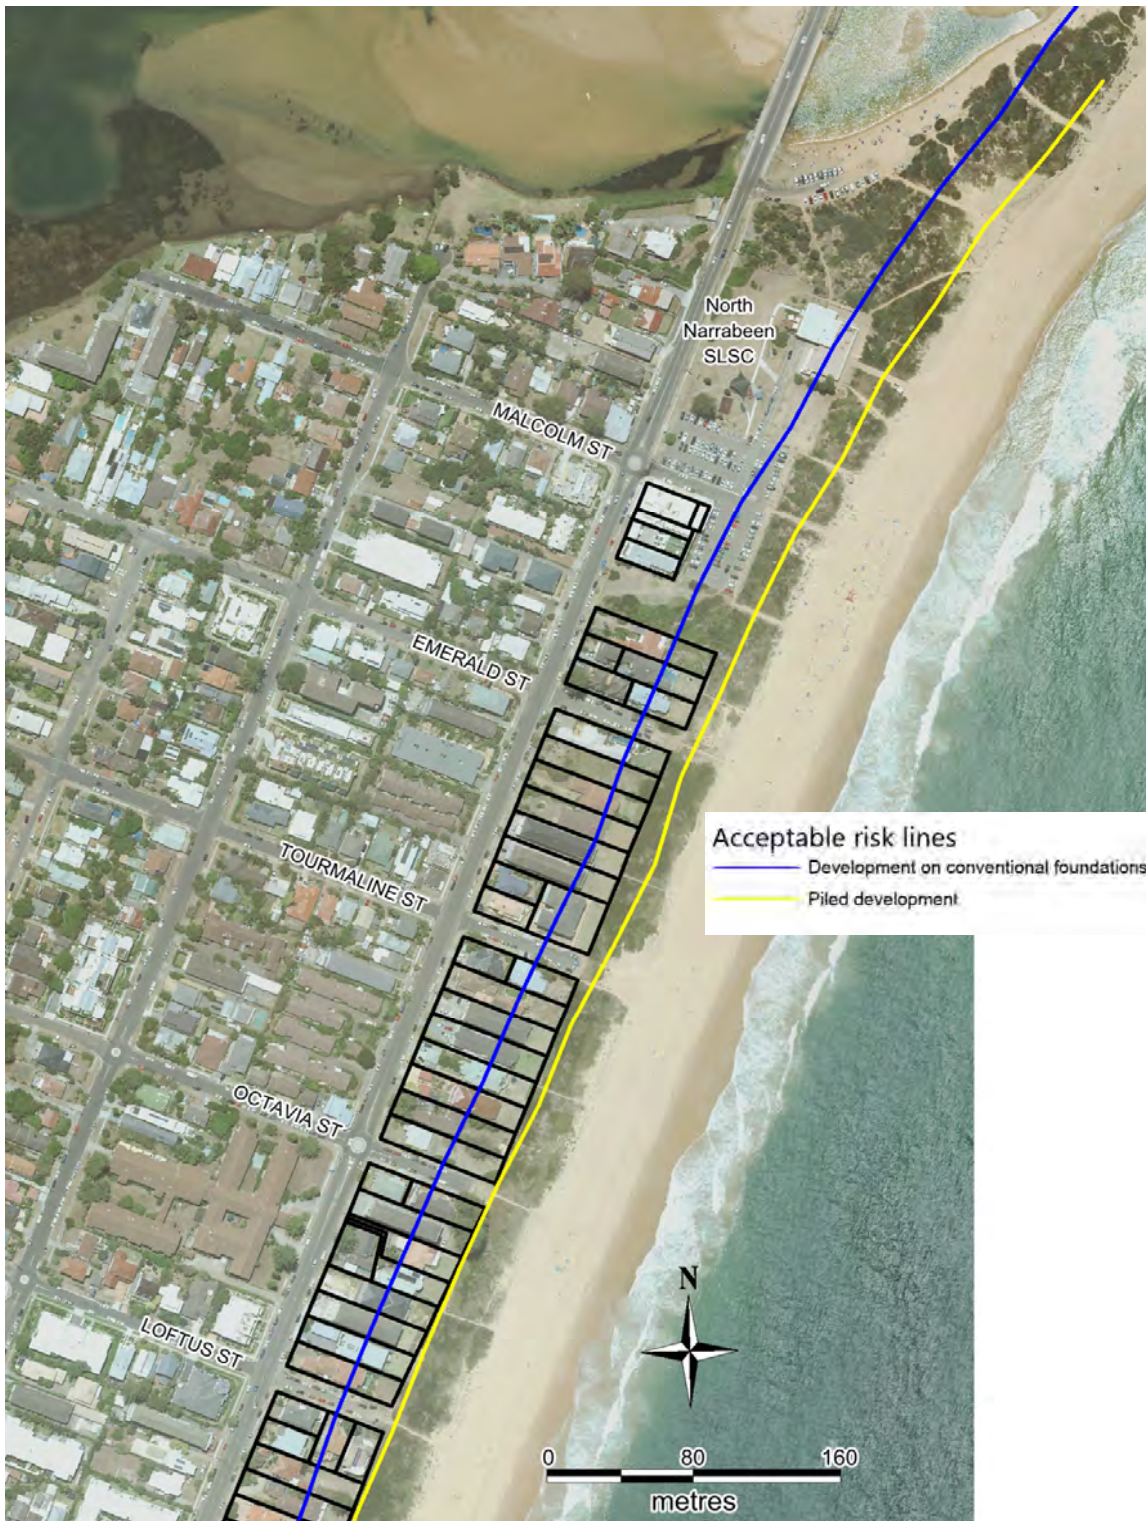 North
Narrabeen
SLSC
MALCOLM ST
EMERALD ST
Acceptable risk lines
Development on conventional foundations
Piled development
TOURMALINE ST
OCTAVIA ST
N
LOFTUS ST
0 80 160
metres